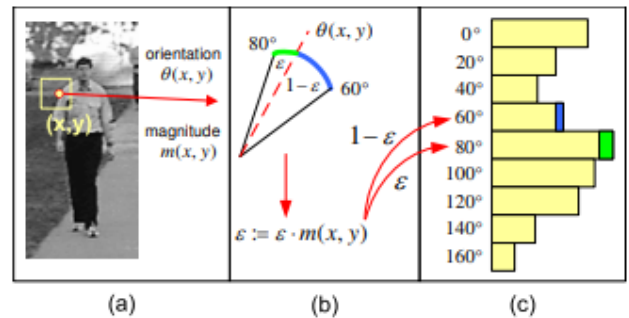 orientation
θ(x, y)
(x,y)
magnitude
m(x, y)
80°
θ(x, y)
ε
1−ε
60°
ε := ε · m(x, y)
1−ε
ε
0°
20°
40°
60°
80°
100°
120°
140°
160°
(a)
(b)
(c)